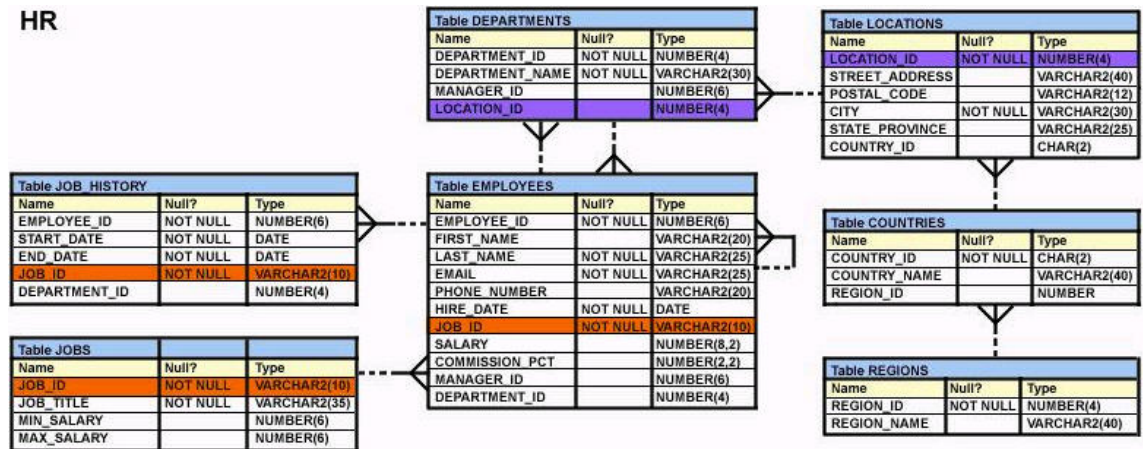 HR
Table DEPARTMENTS
Name Null? Type
DEPARTMENT_ID NOT NULL NUMBER(4)
DEPARTMENT_NAME NOT NULL VARCHAR2(30)
MANAGER_ID NUMBER(6)
LOCATION_ID NUMBER(4)
Table LOCATIONS
Name Null? Type
LOCATION_ID NOT NULL NUMBER(4)
STREET_ADDRESS VARCHAR2(40)
POSTAL_CODE VARCHAR2(12)
CITY NOT NULL VARCHAR2(30)
STATE_PROVINCE VARCHAR2(25)
COUNTRY_ID CHAR(2)
Table JOB_HISTORY
Name Null? Type
EMPLOYEE_ID NOT NULL NUMBER(6)
START_DATE NOT NULL DATE
END_DATE NOT NULL DATE
JOB_ID NOT NULL VARCHAR2(10)
DEPARTMENT_ID NUMBER(4)
Table EMPLOYEES
Name Null? Type
EMPLOYEE_ID NOT NULL NUMBER(6)
FIRST_NAME VARCHAR2(20)
LAST_NAME NOT NULL VARCHAR2(25)
EMAIL NOT NULL VARCHAR2(25)
PHONE_NUMBER VARCHAR2(20)
HIRE_DATE NOT NULL DATE
JOB_ID NOT NULL VARCHAR2(10)
SALARY NUMBER(8,2)
COMMISSION_PCT NUMBER(2,2)
MANAGER_ID NUMBER(6)
DEPARTMENT_ID NUMBER(4)
Table COUNTRIES
Name Null? Type
COUNTRY_ID NOT NULL CHAR(2)
COUNTRY_NAME VARCHAR2(40)
REGION_ID NUMBER
Table JOBS
Name Null? Type
JOB_ID NOT NULL VARCHAR2(10)
JOB_TITLE NOT NULL VARCHAR2(35)
MIN_SALARY NUMBER(6)
MAX_SALARY NUMBER(6)
Table REGIONS
Name Null? Type
REGION_ID NOT NULL NUMBER(4)
REGION_NAME VARCHAR2(40)